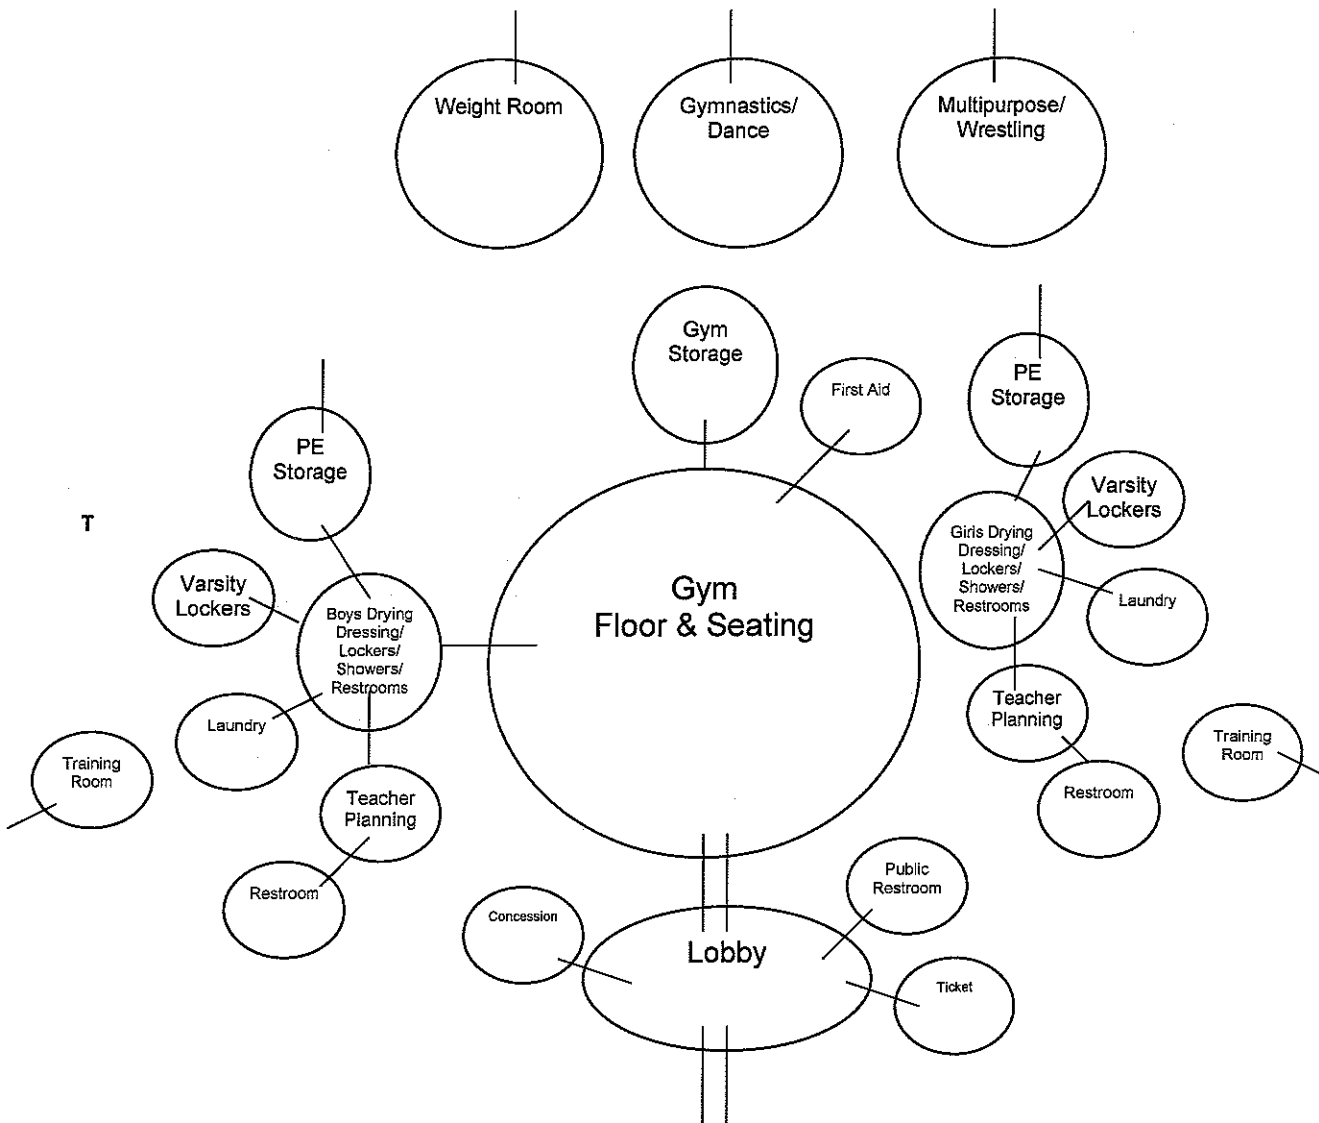 Weight Room
Gymnastics/
Dance
Multipurpose/
Wrestling
Gym
Storage
First Aid
PE
Storage
PE
Storage
Varsity
Lockers
T
Girls Drying
Dressing/
Lockers/
Showers/
Restrooms
Varsity
Lockers
Boys Drying
Dressing/
Lockers/
Showers/
Restrooms
Gym
Floor & Seating
Laundry
Laundry
Teacher
Planning
Training
Room
Training
Room
Restroom
Teacher
Planning
Restroom
Public
Restroom
Concession
Lobby
Ticket